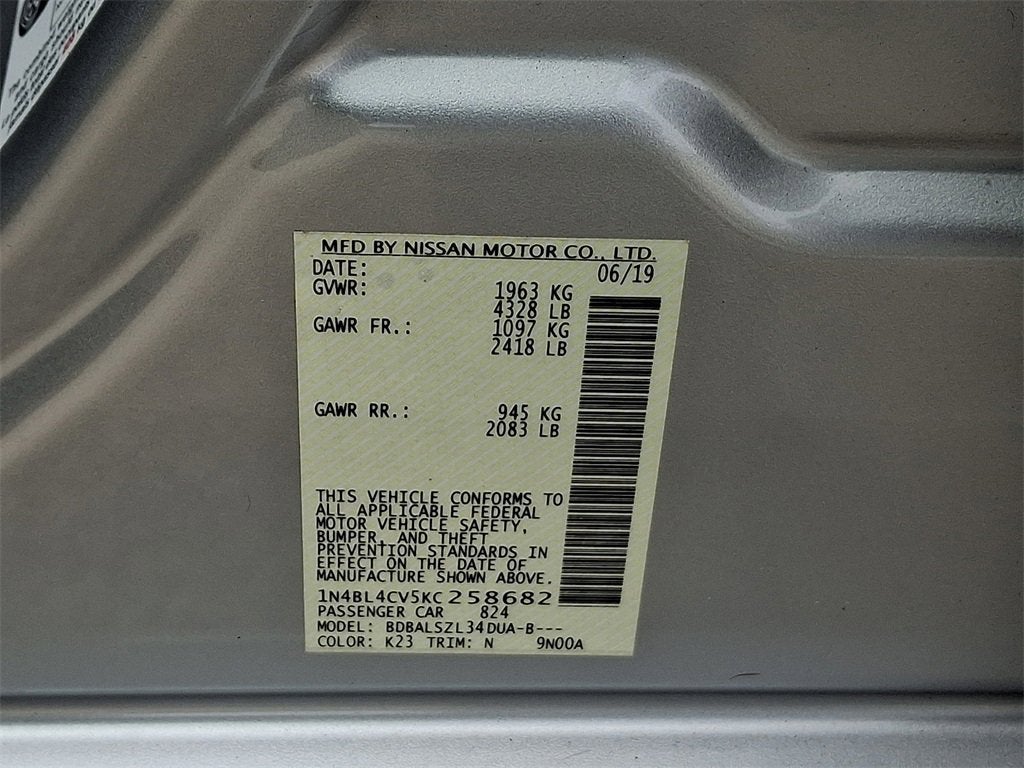 MFD BY NISSAN MOTOR CO., LTD.
DATE: 06/19
GVWR: 1963 KG
4328 LB
GAWR FR.: 1097 KG
2418 LB
GAWR RR.: 945 KG
2083 LB
THIS VEHICLE CONFORMS TO
ALL APPLICABLE FEDERAL
MOTOR VEHICLE SAFETY,
BUMPER, AND THEFT
PREVENTION STANDARDS IN
EFFECT ON THE DATE OF
MANUFACTURE SHOWN ABOVE.
1N4BL4CV5KC258682
PASSENGER CAR 824
MODEL: BDBALSZL34DUA-B---
COLOR: K23 TRIM: N 9N00A